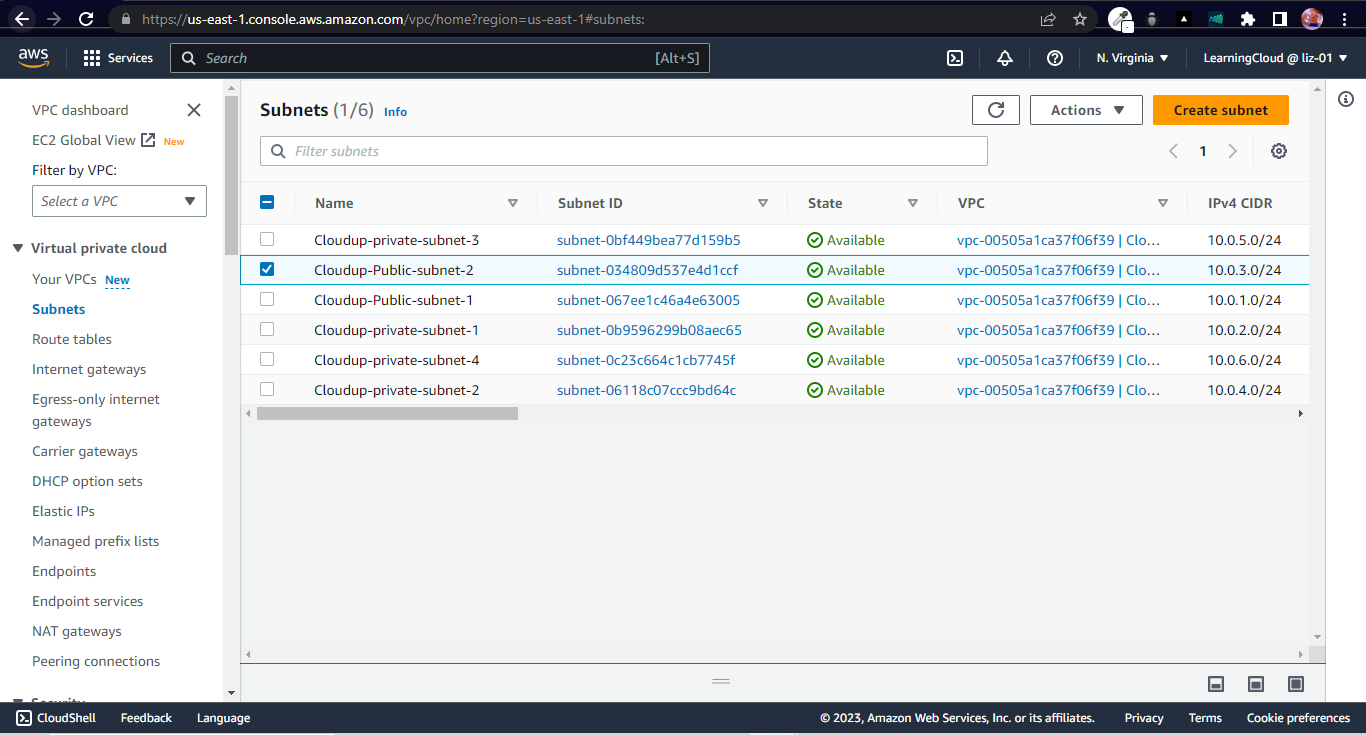 https://us-east-1.console.aws.amazon.com/vpc/home?region=us-east-1#subnets:
aws Services Search [Alt+S] N. Virginia LearningCloud @ liz-01
VPC dashboard
EC2 Global View New
Filter by VPC:
Select a VPC
Virtual private cloud
Your VPCs New
Subnets
Route tables
Internet gateways
Egress-only internet
gateways
Carrier gateways
DHCP option sets
Elastic IPs
Managed prefix lists
Endpoints
Endpoint services
NAT gateways
Peering connections
Security
Subnets (1/6) Info Actions Create subnet
Filter subnets 1
Name Subnet ID State VPC IPv4 CIDR
Cloudup-private-subnet-3 subnet-0bf449bea77d159b5 Available vpc-00505a1ca37f06f39 | Clo... 10.0.5.0/24
Cloudup-Public-subnet-2 subnet-034809d537e4d1ccf Available vpc-00505a1ca37f06f39 | Clo... 10.0.3.0/24
Cloudup-Public-subnet-1 subnet-067ee1c46a4e63005 Available vpc-00505a1ca37f06f39 | Clo... 10.0.1.0/24
Cloudup-private-subnet-1 subnet-0b9596299b08aec65 Available vpc-00505a1ca37f06f39 | Clo... 10.0.2.0/24
Cloudup-private-subnet-4 subnet-0c23c664c1cb7745f Available vpc-00505a1ca37f06f39 | Clo... 10.0.6.0/24
Cloudup-private-subnet-2 subnet-06118c07ccc9bd64c Available vpc-00505a1ca37f06f39 | Clo... 10.0.4.0/24
CloudShell Feedback Language © 2023, Amazon Web Services, Inc. or its affiliates. Privacy Terms Cookie preferences